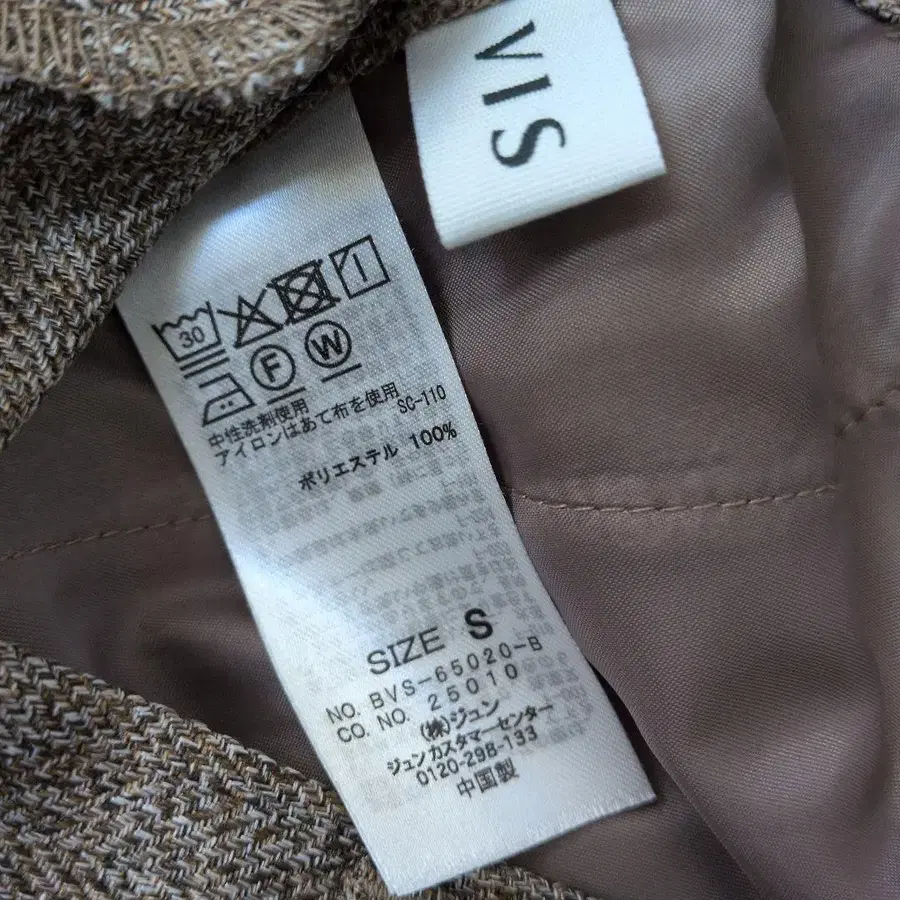 VIS
30
F W
中性洗剤使用
アイロンはあて布を使用 SC-110
ポリエステル 100%
SIZE S
NO. BVS-65020-B
CO. NO. 25010
(株)ジュン
ジュンカスタマーセンター
0120-298-133
中国製